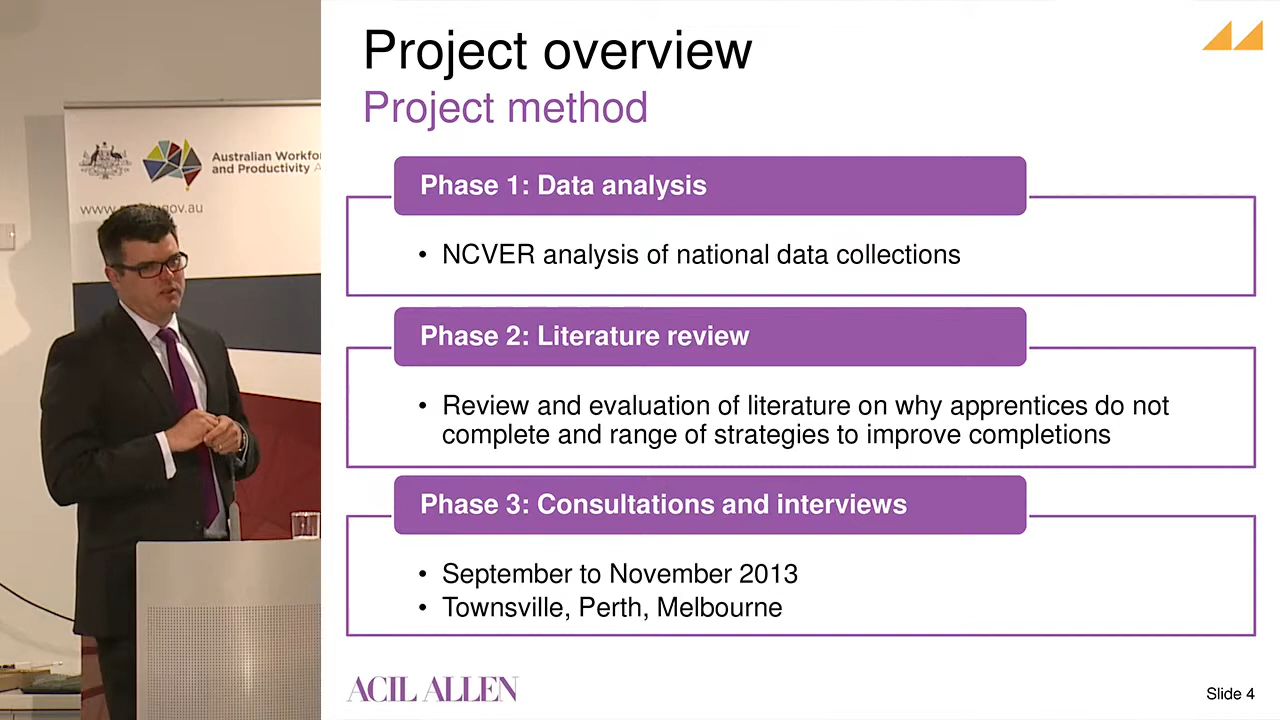 Australian Workfo
and Productivity A
Project overview
Project method
Phase 1: Data analysis
• NCVER analysis of national data collections
Phase 2: Literature review
• Review and evaluation of literature on why apprentices do not
complete and range of strategies to improve completions
Phase 3: Consultations and interviews
• September to November 2013
• Townsville, Perth, Melbourne
ACIL ALLEN
Slide 4